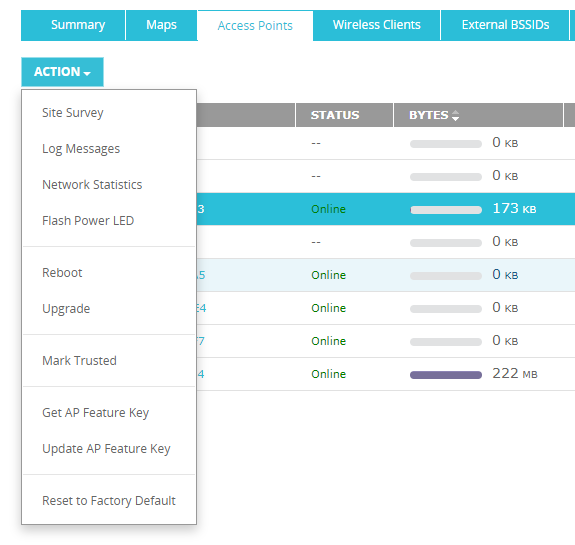 Summary Maps Access Points Wireless Clients External BSSIDs
ACTION
STATUS BYTES
Site Survey
-- 0 KB
Log Messages
-- 0 KB
Network Statistics
3 Online 173 KB
Flash Power LED
-- 0 KB
Reboot
A5 Online 0 KB
Upgrade
E4 Online 0 KB
7 Online 0 KB
Mark Trusted
4 Online 222 MB
Get AP Feature Key
Update AP Feature Key
Reset to Factory Default